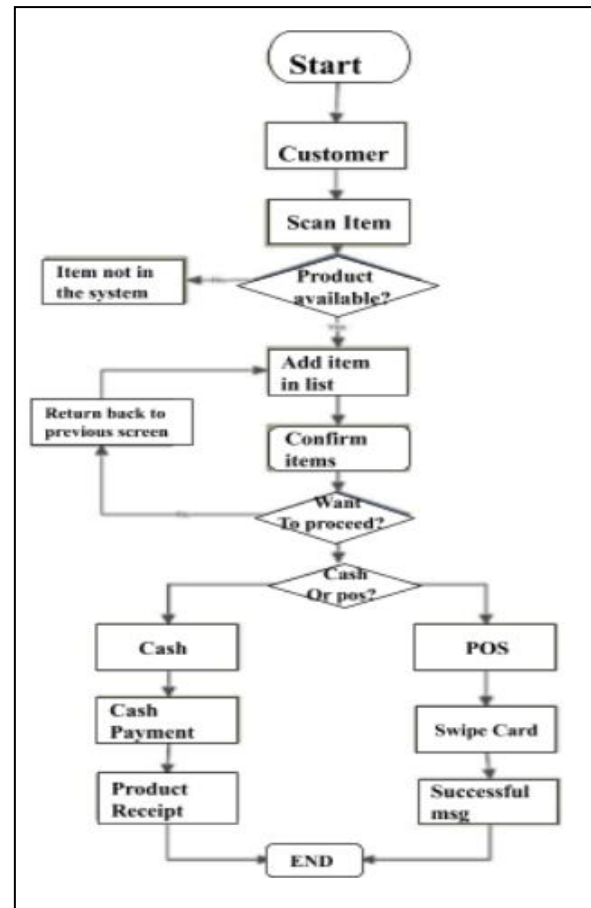 Start
Customer
Scan Item
Product
available?
Item not in
the system
Add item
in list
Return back to
previous screen
Confirm
items
Want
To proceed?
Cash
Or pos?
Cash
POS
Cash
Payment
Swipe Card
Product
Receipt
Successful
msg
END